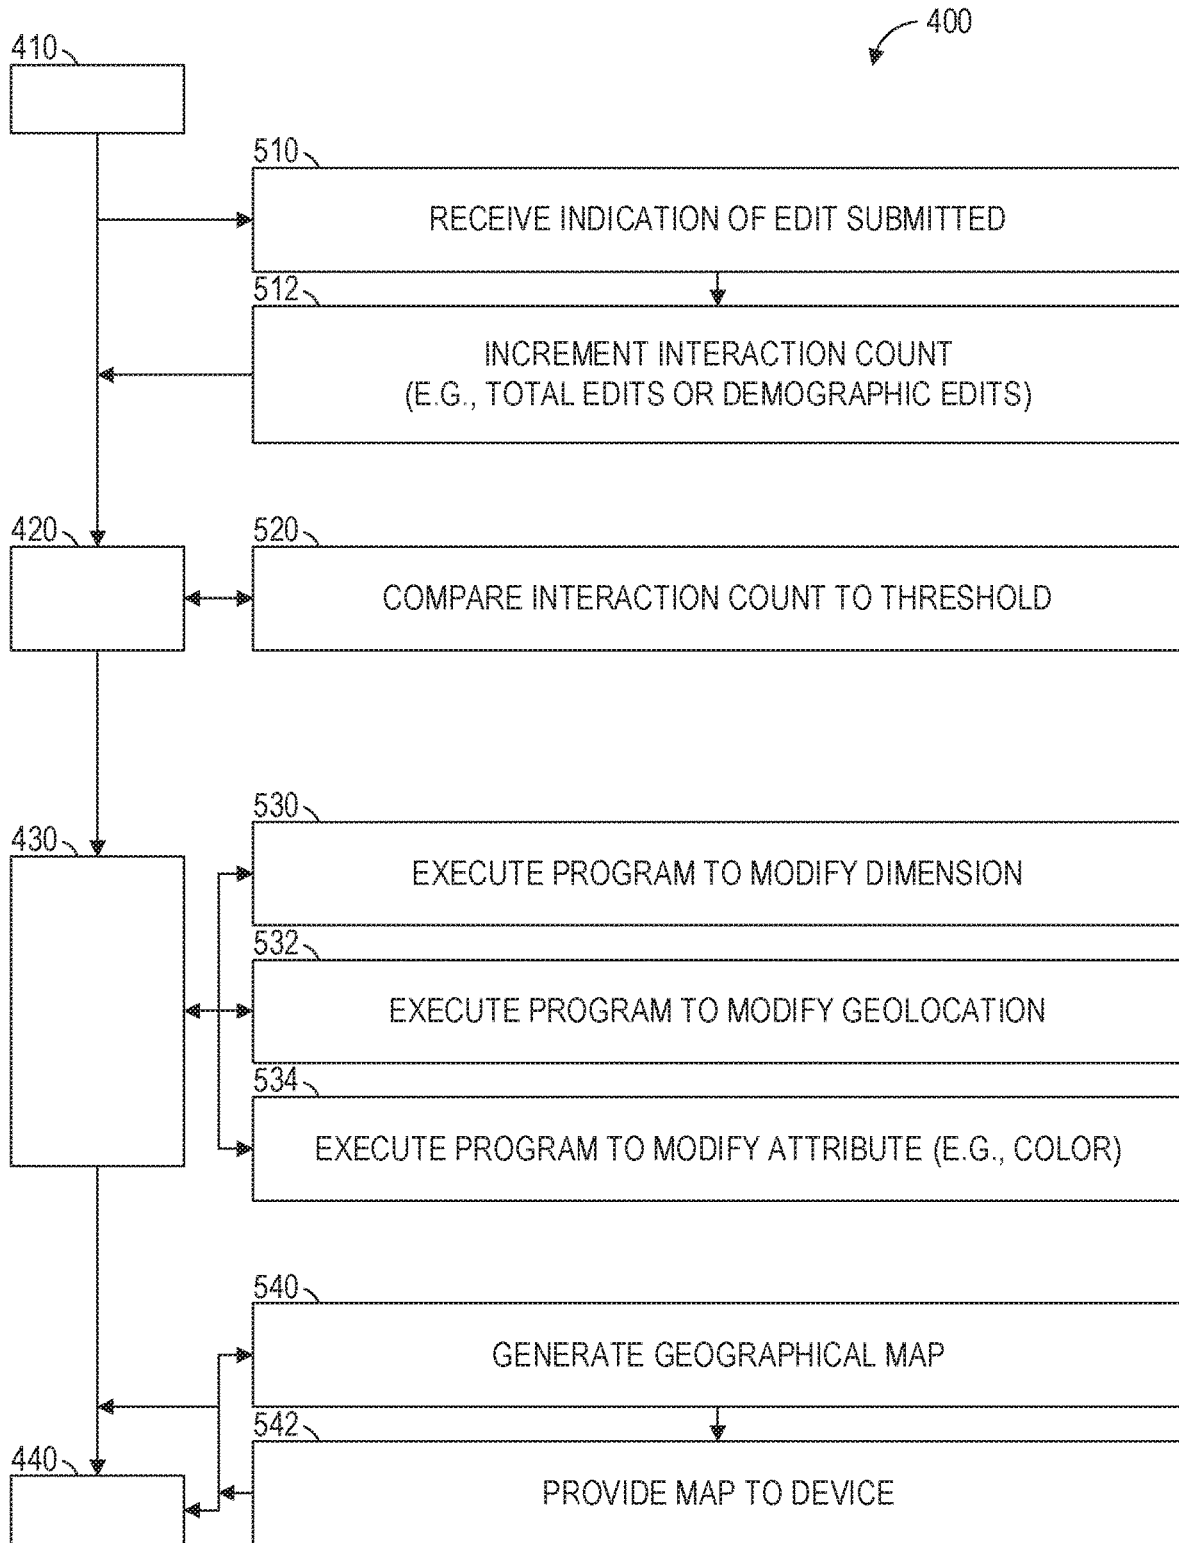 400
410
510
RECEIVE INDICATION OF EDIT SUBMITTED
512
INCREMENT INTERACTION COUNT
(E.G., TOTAL EDITS OR DEMOGRAPHIC EDITS)
420
520
COMPARE INTERACTION COUNT TO THRESHOLD
430
530
EXECUTE PROGRAM TO MODIFY DIMENSION
532
EXECUTE PROGRAM TO MODIFY GEOLOCATION
534
EXECUTE PROGRAM TO MODIFY ATTRIBUTE (E.G., COLOR)
540
GENERATE GEOGRAPHICAL MAP
542
PROVIDE MAP TO DEVICE
440